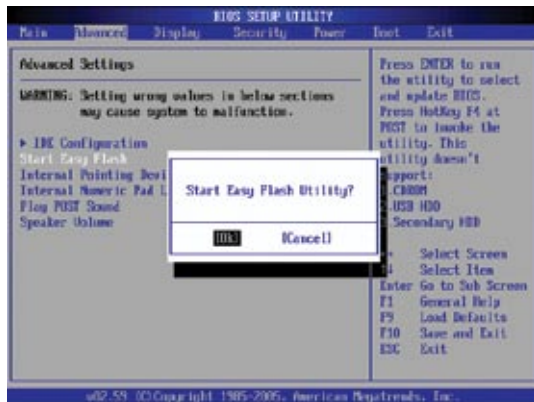 BIOS SETUP UTILITY
Main Advanced Display Security Power Boot Exit
Advanced Settings
WARNING: Setting wrong values in below sections
may cause system to malfunction.
▶ IDE Configuration
Start Easy Flash
Internal Pointing Devi
Internal Numeric Pad L
Play POST Sound
Speaker Volume
Start Easy Flash Utility?
[Ok] [Cancel]
Press ENTER to run
the utility to select
and update BIOS.
Press HotKey F4 at
POST to invoke the
utility. This
utility doesn't
upport:
CDROM
USB HDD
Secondary HDD
Select Screen
Select Item
Enter Go to Sub Screen
F1 General Help
F9 Load Defaults
F10 Save and Exit
ESC Exit
v02.59 (C)Copyright 1985-2005, American Megatrends, Inc.